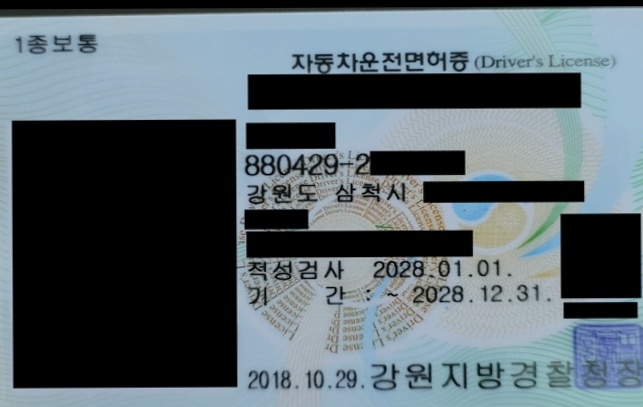 1종보통
자동차운전면허증 (Driver's License)
880429-2
강원도 삼척시
적성검사 2028.01.01.
기 간 : ~ 2028.12.31.
2018.10.29. 강원지방경찰청장